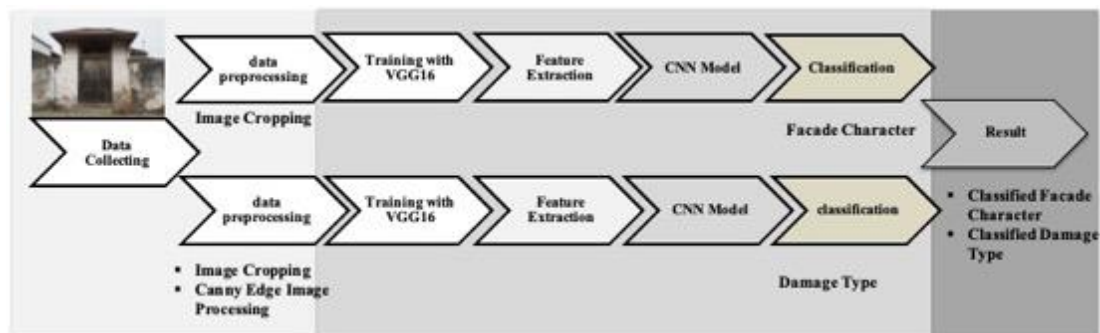 Data
Collecting
data
preprocessing
Training with
VGG16
Feature
Extraction
CNN Model
Classification
Image Cropping
Facade Character
data
preprocessing
Training with
VGG16
Feature
Extraction
CNN Model
classification
▪ Image Cropping
▪ Canny Edge Image
Processing
Damage Type
Result
▪ Classified Facade
Character
▪ Classified Damage
Type